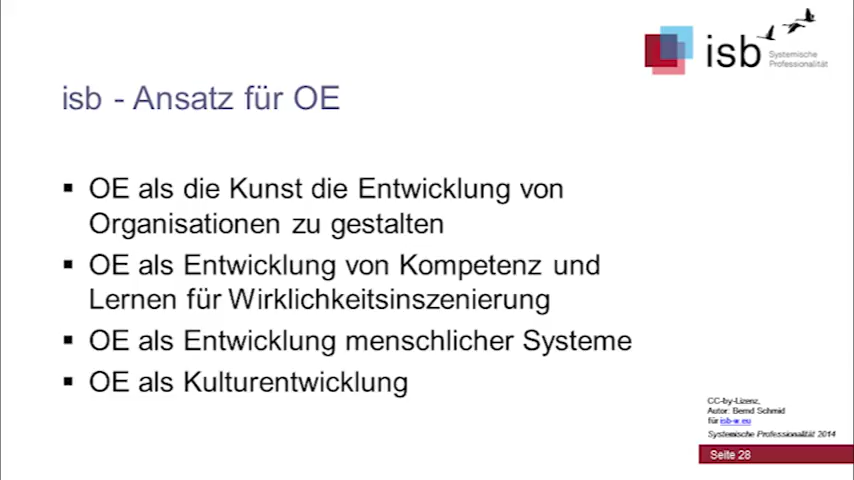 isb
Systemische
Professionalität
isb - Ansatz für OE
▪ OE als die Kunst die Entwicklung von
Organisationen zu gestalten
▪ OE als Entwicklung von Kompetenz und
Lernen für Wirklichkeitsinszenierung
▪ OE als Entwicklung menschlicher Systeme
▪ OE als Kulturentwicklung
CC-by-Lizenz,
Autor: Bernd Schmid
für isb-w.eu
Systemische Professionalität 2014
Seite 28